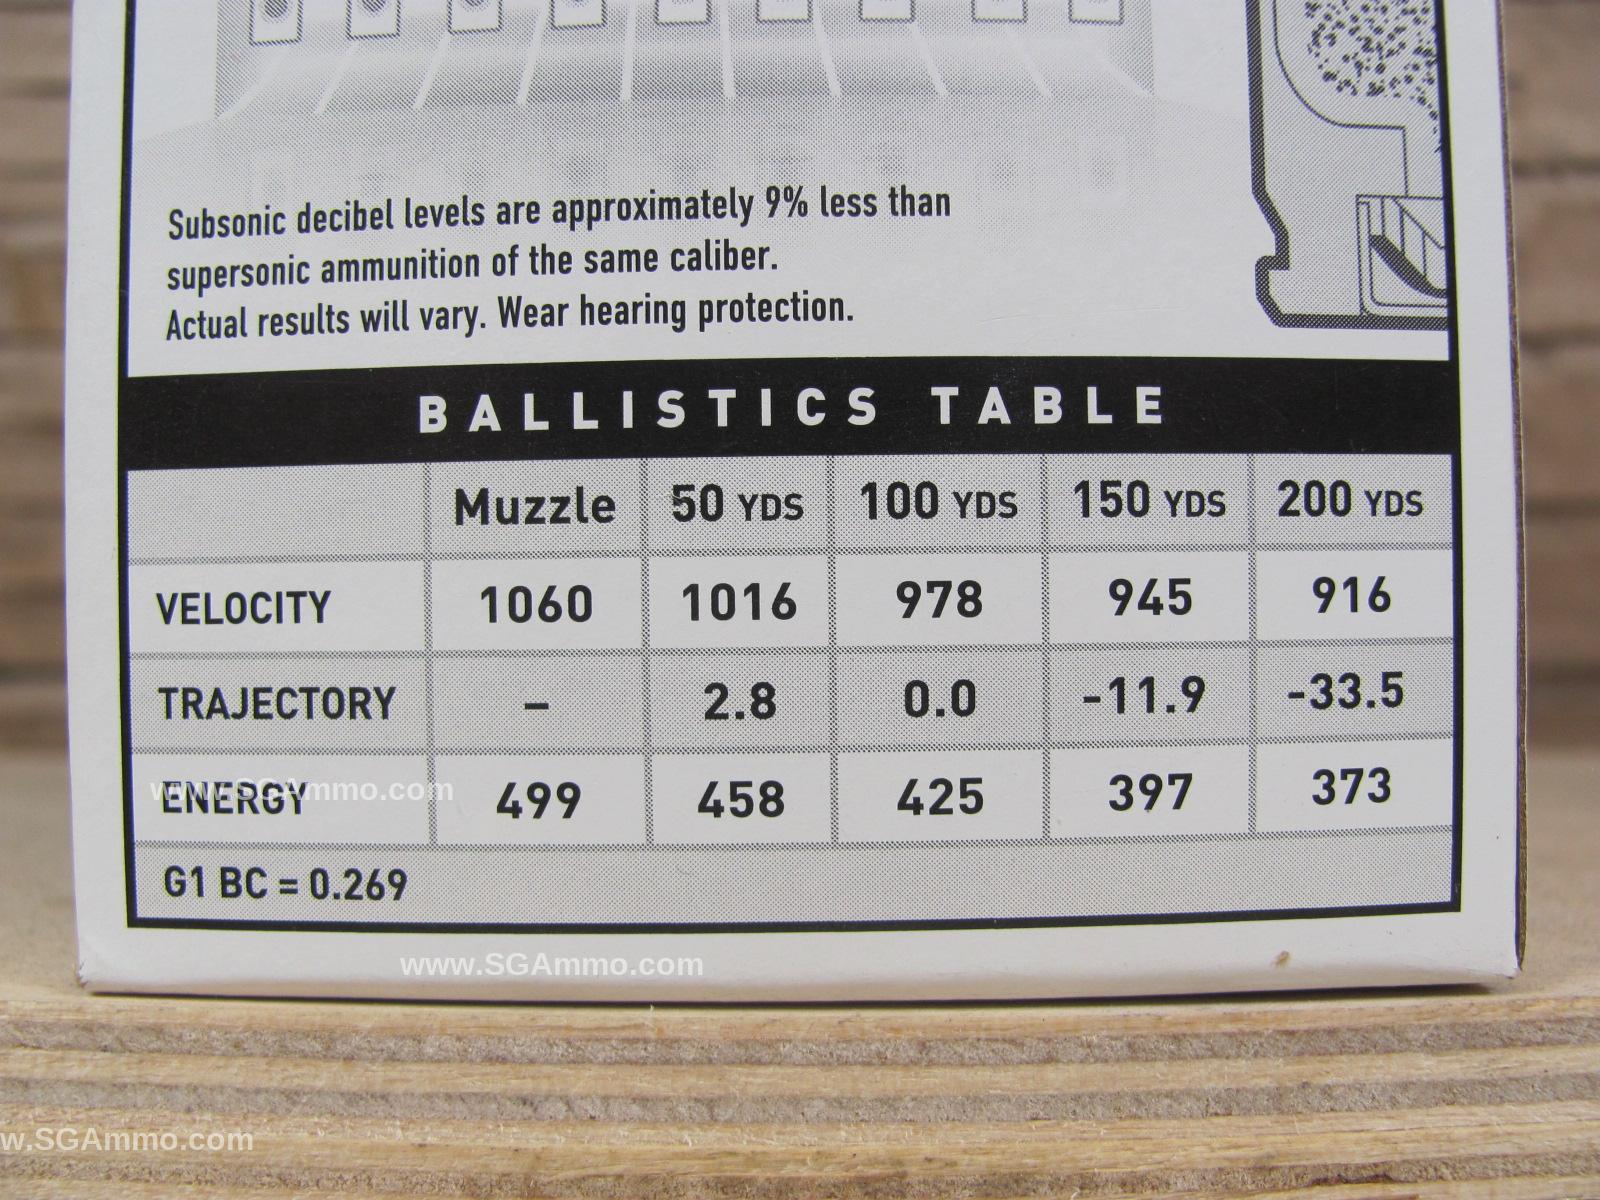 Subsonic decibel levels are approximately 9% less than
supersonic ammunition of the same caliber.
Actual results will vary. Wear hearing protection.
BALLISTICS TABLE
Muzzle 50 YDS 100 YDS 150 YDS 200 YDS
VELOCITY 1060 1016 978 945 916
TRAJECTORY – 2.8 0.0 -11.9 -33.5
ENERGY 499 458 425 397 373
www.SGAmmo.com
G1 BC = 0.269
www.SGAmmo.com
w.SGAmmo.com